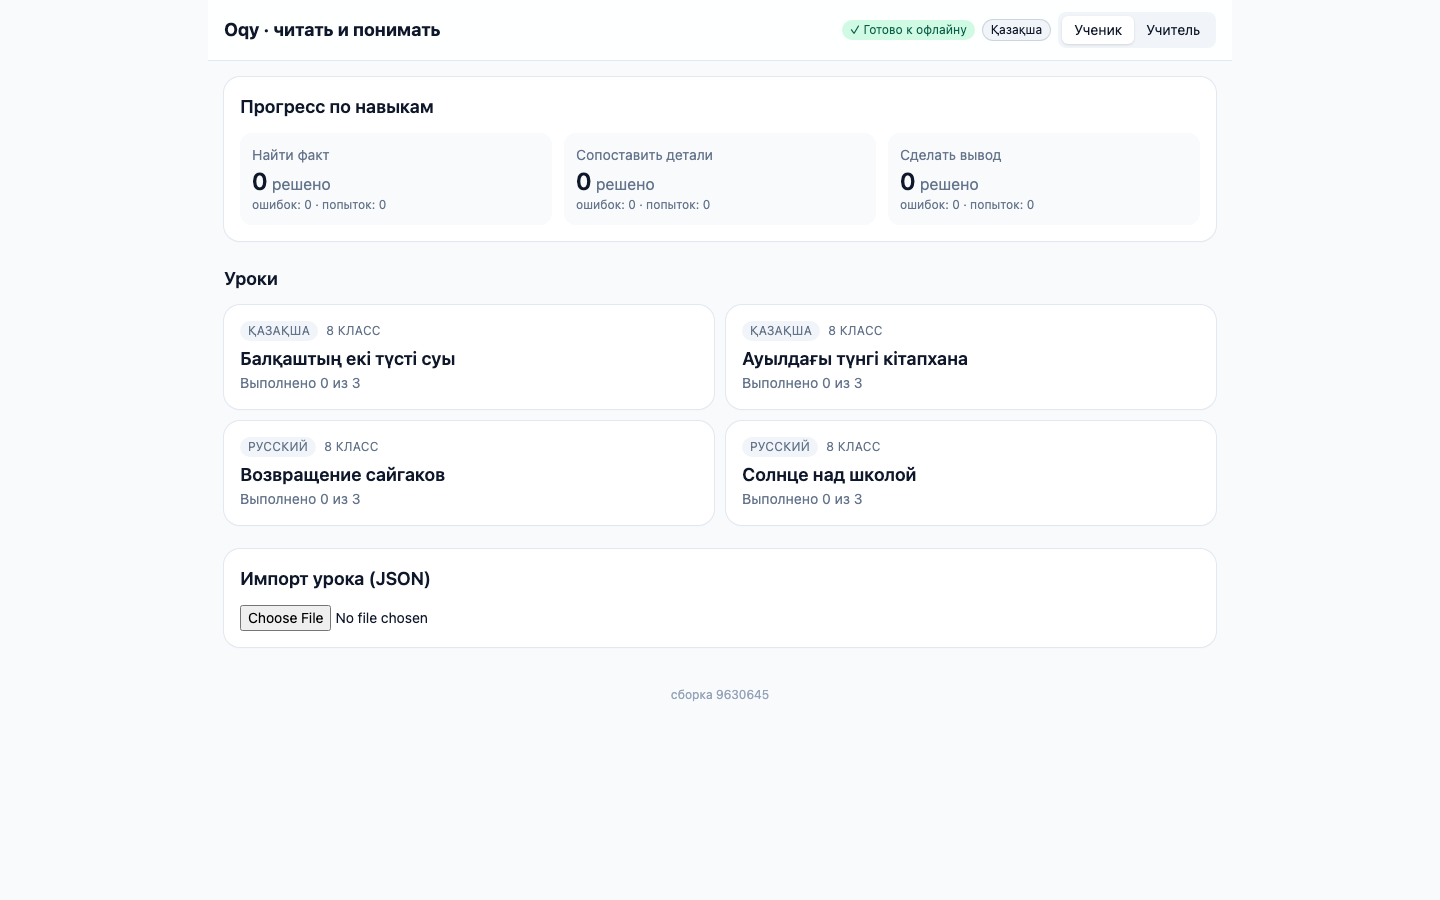 Oqy · читать и понимать
✓ Готово к офлайну
Қазақша
Ученик
Учитель
Прогресс по навыкам
Найти факт
0 решено
ошибок: 0 · попыток: 0
Сопоставить детали
0 решено
ошибок: 0 · попыток: 0
Сделать вывод
0 решено
ошибок: 0 · попыток: 0
Уроки
ҚАЗАҚША 8 КЛАСС
Балқаштың екі түсті суы
Выполнено 0 из 3
ҚАЗАҚША 8 КЛАСС
Ауылдағы түнгі кітапхана
Выполнено 0 из 3
РУССКИЙ 8 КЛАСС
Возвращение сайгаков
Выполнено 0 из 3
РУССКИЙ 8 КЛАСС
Солнце над школой
Выполнено 0 из 3
Импорт урока (JSON)
Choose File No file chosen
сборка 9630645